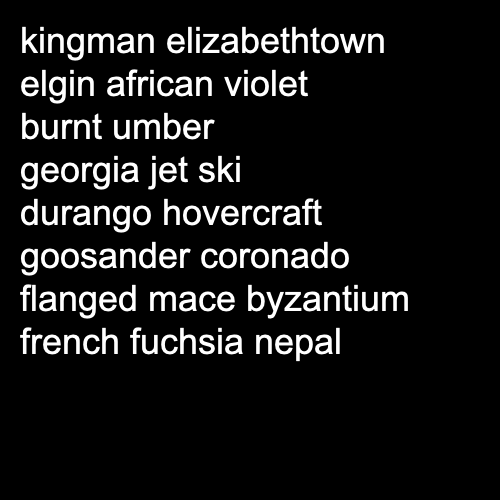 kingman elizabethtown
elgin african violet
burnt umber
georgia jet ski
durango hovercraft
goosander coronado
flanged mace byzantium
french fuchsia nepal